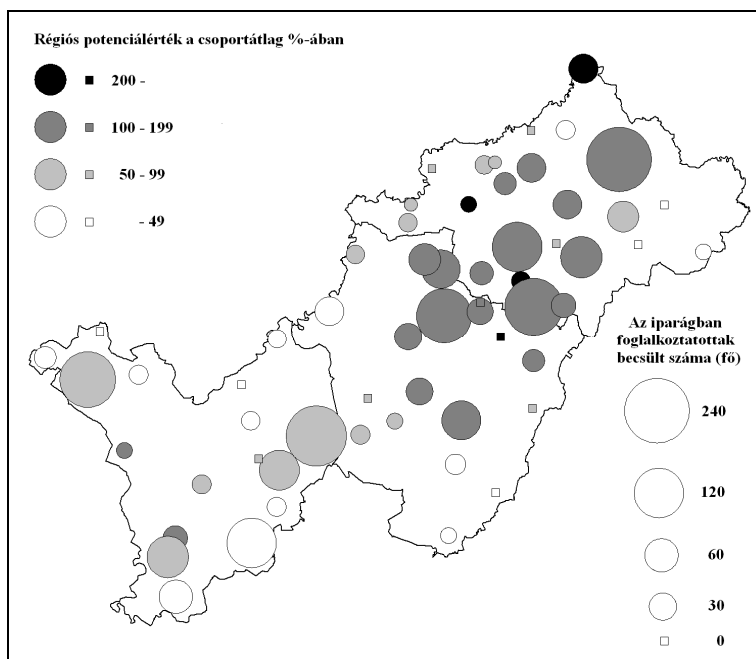 Régiós potenciálérték a csoportátlag %-ában
200 -
100 - 199
50 - 99
- 49
Az iparágban
foglalkoztatottak
becsült száma (fő)
240
120
60
30
0